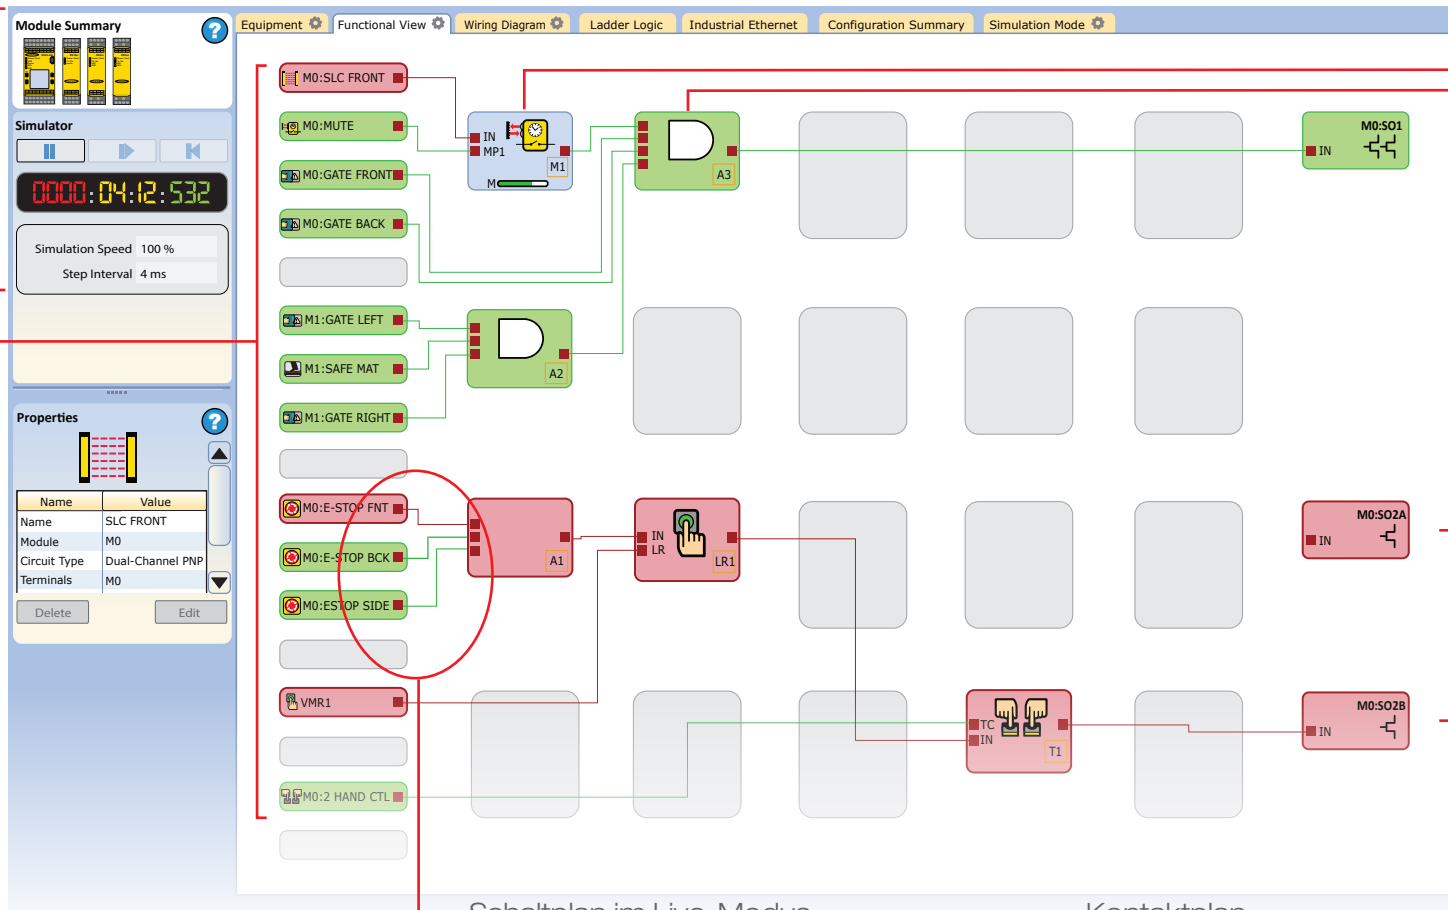 Module Summary
?
Equipment
Functional View
Wiring Diagram
Ladder Logic
Industrial Ethernet
Configuration Summary
Simulation Mode
Simulator
0000:04:12:532
Simulation Speed 100 %
Step Interval 4 ms
Properties
?
Name Value
Name SLC FRONT
Module M0
Circuit Type Dual-Channel PNP
Terminals M0
Delete Edit
M0:SLC FRONT
M0:MUTE
M0:GATE FRONT
M0:GATE BACK
M1:GATE LEFT
M1:SAFE MAT
M1:GATE RIGHT
M0:E-STOP FNT
M0:E-STOP BCK
M0:ESTOP SIDE
VMR1
M0:2 HAND CTL
IN
MP1
M1
M
A3
A2
A1
IN
LR
LR1
TC
IN
T1
M0:SO1
IN
M0:SO2A
IN
M0:SO2B
IN
Schaltplan im Live-Modus
Kontaktplan